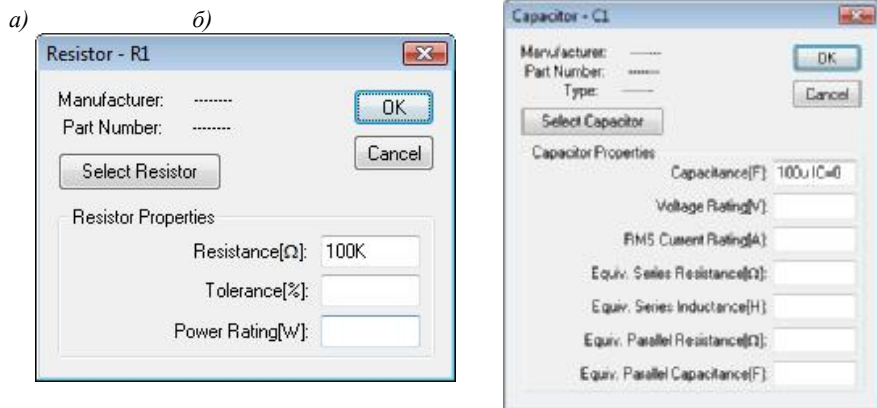 а)
б)
Resistor - R1
Manufacturer: --------
Part Number: --------
OK
Cancel
Select Resistor
Resistor Properties
Resistance[Ω]: 100K
Tolerance[%]:
Power Rating[W]:
Capacitor - C1
Manufacturer: ------
Part Number: ------
Type: ------
OK
Cancel
Select Capacitor
Capacitor Properties
Capacitance[F]: 100u IC=0
Voltage Rating[V]:
RMS Current Rating[A]:
Equiv. Series Resistance[Ω]:
Equiv. Series Inductance[H]:
Equiv. Parallel Resistance[Ω]:
Equiv. Parallel Capacitance[F]: